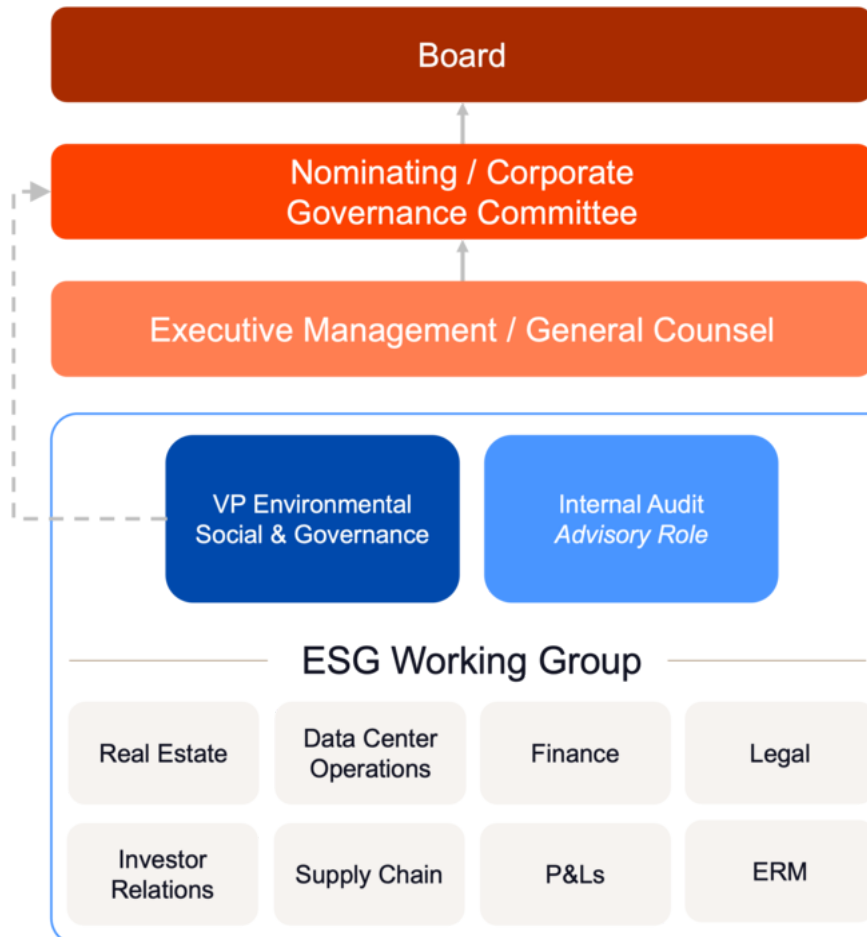 Board
Nominating / Corporate
Governance Committee
Executive Management / General Counsel
VP Environmental
Social & Governance
Internal Audit
Advisory Role
ESG Working Group
Real Estate
Data Center
Operations
Finance
Legal
Investor
Relations
Supply Chain
P&Ls
ERM